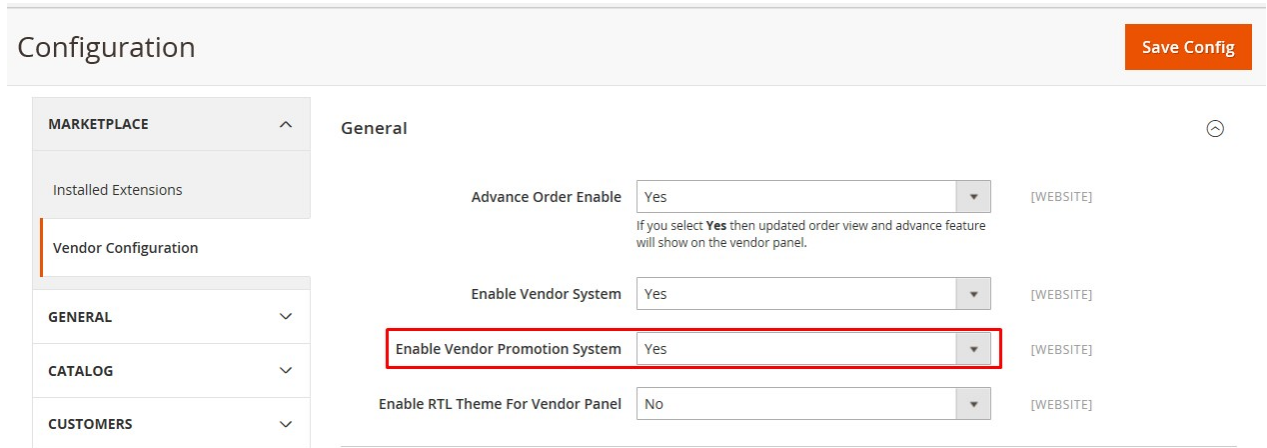 Configuration
Save Config
MARKETPLACE
Installed Extensions
Vendor Configuration
GENERAL
CATALOG
CUSTOMERS
General
Advance Order Enable Yes [WEBSITE]
If you select Yes then updated order view and advance feature
will show on the vendor panel.
Enable Vendor System Yes [WEBSITE]
Enable Vendor Promotion System Yes [WEBSITE]
Enable RTL Theme For Vendor Panel No [WEBSITE]